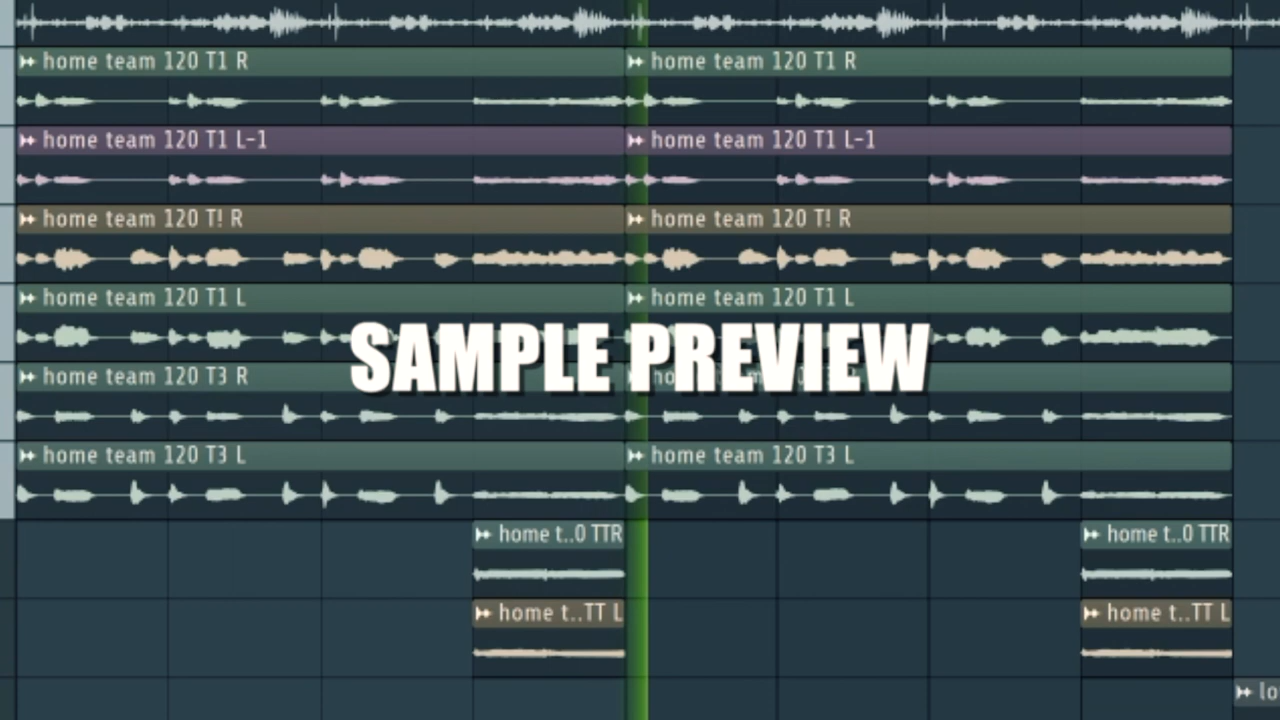 home team 120 T1 R home team 120 T1 R
home team 120 T1 L-1 home team 120 T1 L-1
home team 120 T! R home team 120 T! R
home team 120 T1 L home team 120 T1 L
SAMPLE PREVIEW
home team 120 T3 R
home team 120 T3 L home team 120 T3 L
home t..0 TTR home t..0 TTR
home t..TT L home t..TT L
lo